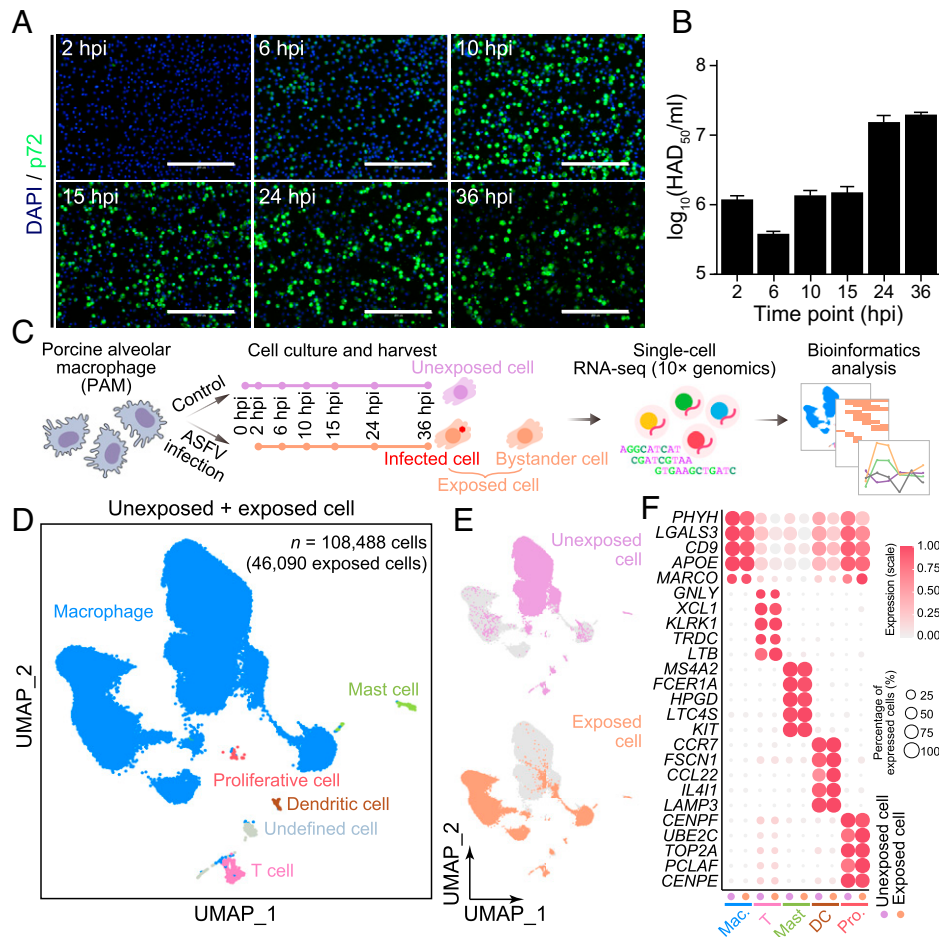 A
2 hpi
6 hpi
10 hpi
15 hpi
24 hpi
36 hpi
DAPI / p72
B
log10(HAD50/ml)
8
7
6
5
2 6 10 15 24 36
Time point (hpi)
C
Porcine alveolar
macrophage
(PAM)
Control
ASFV
infection
Cell culture and harvest
Unexposed cell
0 hpi
2 hpi
6 hpi
10 hpi
15 hpi
24 hpi
36 hpi
Infected cell
Bystander cell
Exposed cell
Single-cell
RNA-seq (10× genomics)
AGGCATCAT
CGATCGTAA
GTGAAGCTGATC
Bioinformatics
analysis
D
Unexposed + exposed cell
n = 108,488 cells
(46,090 exposed cells)
Macrophage
Mast cell
Proliferative cell
Dendritic cell
Undefined cell
T cell
UMAP_2
UMAP_1
E
Unexposed
cell
Exposed
cell
UMAP_2
UMAP_1
F
PHYH
LGALS3
CD9
APOE
MARCO
GNLY
XCL1
KLRK1
TRDC
LTB
MS4A2
FCER1A
HPGD
LTC4S
KIT
CCR7
FSCN1
CCL22
IL4I1
LAMP3
CENPF
UBE2C
TOP2A
PCLAF
CENPE
Mac.
T
Mast
DC
Pro.
Expression (scale)
1.00
0.75
0.50
0.25
0.00
Percentage of
expressed cells (%)
25
50
75
100
Unexposed cell
Exposed cell